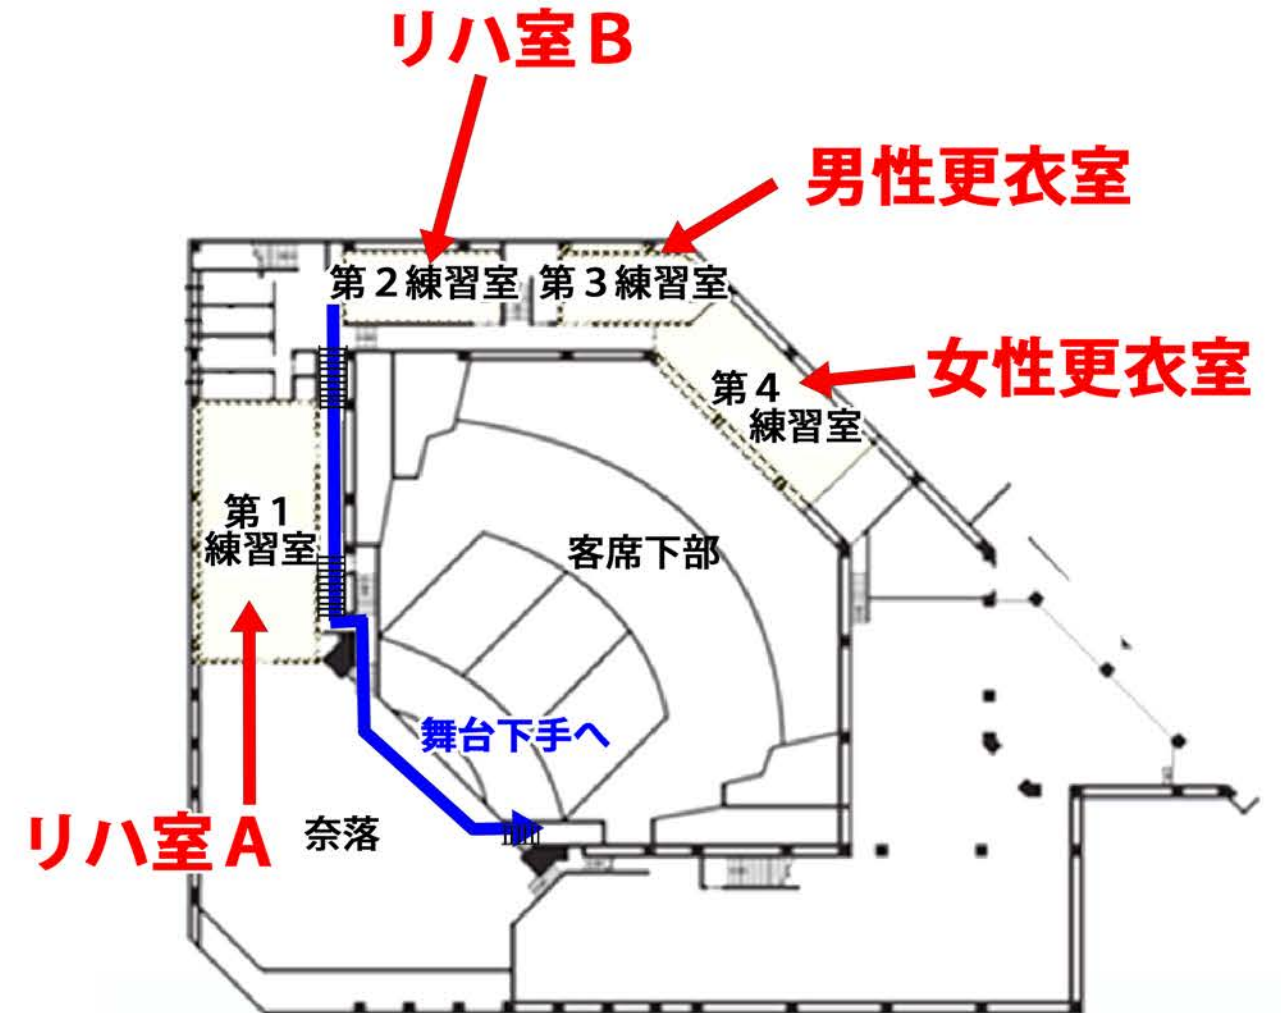 リハ室B
男性更衣室
第2練習室
第3練習室
女性更衣室
第4
練習室
第1
練習室
客席下部
舞台下手へ
リハ室A
奈落